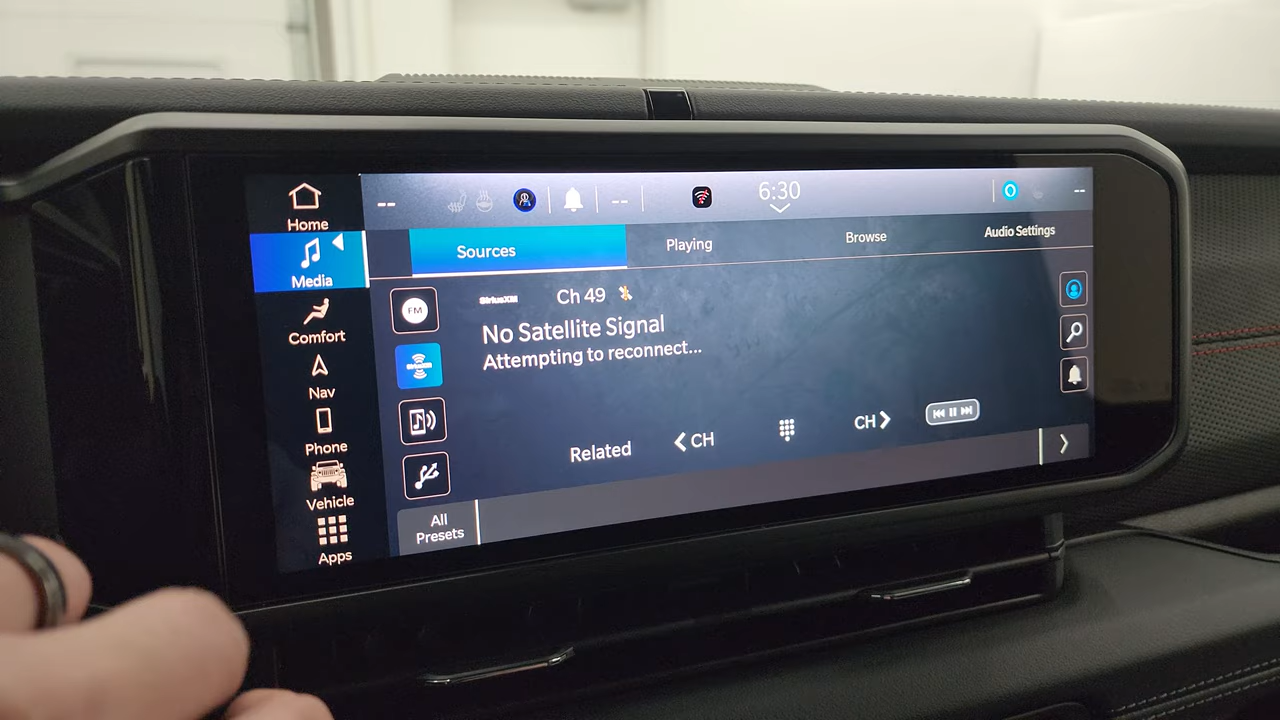 Home
Media
Comfort
Nav
Phone
Vehicle
Apps
-- -- 6:30 --
Sources Playing Browse Audio Settings
FM
SiriusXM Ch 49
SiriusXM
No Satellite Signal
Attempting to reconnect...
Related CH CH
All
Presets